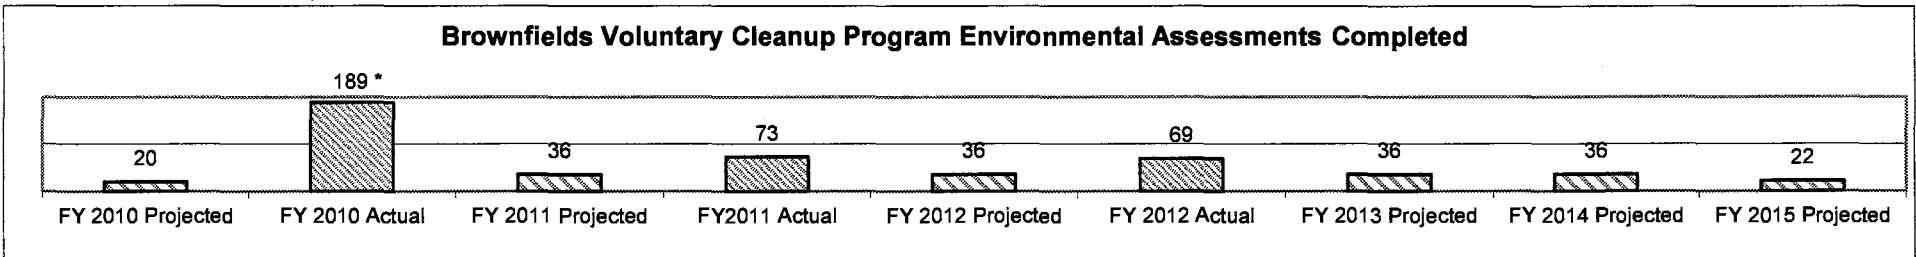 Brownfields Voluntary Cleanup Program Environmental Assessments Completed
189 *
20 36 73 36 69 36 36 22
FY 2010 Projected FY 2010 Actual FY 2011 Projected FY2011 Actual FY 2012 Projected FY 2012 Actual FY 2013 Projected FY 2014 Projected FY 2015 Projected